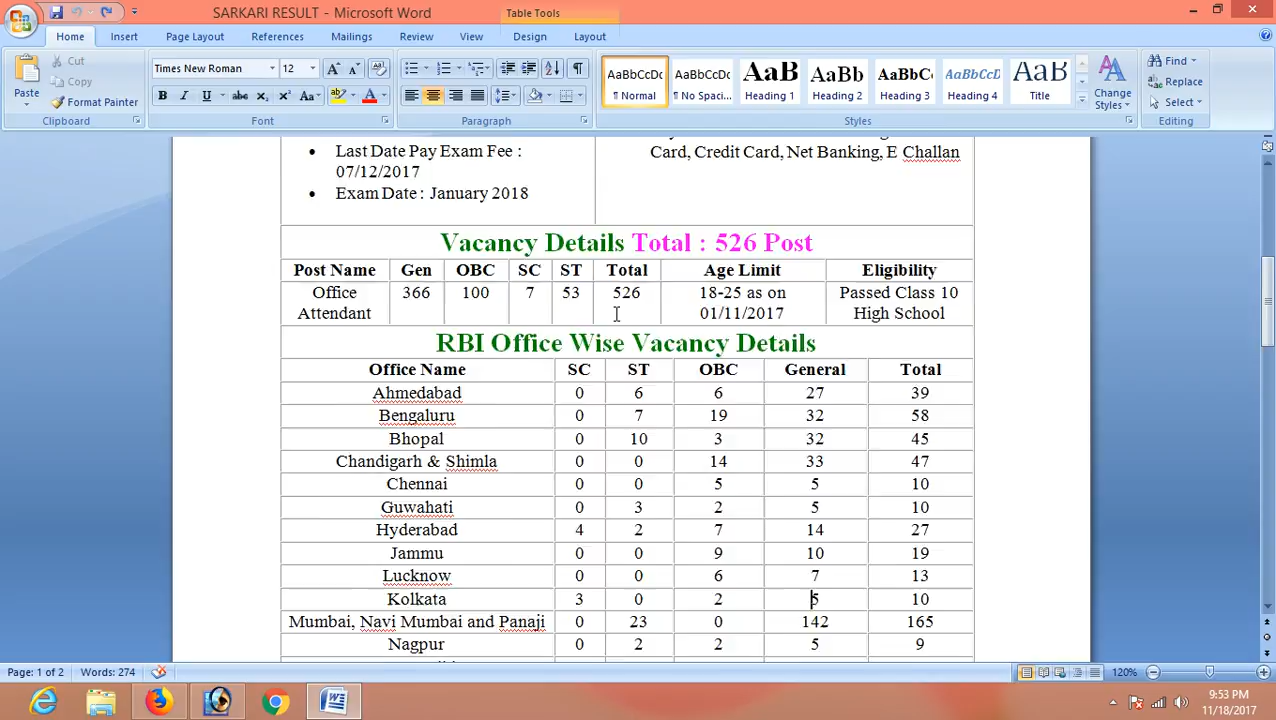 SARKARI RESULT - Microsoft Word
Table Tools
Home Insert Page Layout References Mailings Review View Design Layout
Paste
Cut
Copy
Format Painter
Clipboard
Times New Roman 12
Font
Paragraph
AaBbCcDc AaBbCcDc AaB AaBbC AaBbCc AaBbCcD AaB
¶ Normal ¶ No Spaci... Heading 1 Heading 2 Heading 3 Heading 4 Title
Styles
Change Styles
Find
Replace
Select
Editing
Last Date Pay Exam Fee :
07/12/2017
• Exam Date : January 2018
Card, Credit Card, Net Banking, E Challan
Vacancy Details Total : 526 Post
Post Name Gen OBC SC ST Total Age Limit Eligibility
Office Attendant 366 100 7 53 526 18-25 as on 01/11/2017 Passed Class 10 High School
RBI Office Wise Vacancy Details
Office Name SC ST OBC General Total
Ahmedabad 0 6 6 27 39
Bengaluru 0 7 19 32 58
Bhopal 0 10 3 32 45
Chandigarh & Shimla 0 0 14 33 47
Chennai 0 0 5 5 10
Guwahati 0 3 2 5 10
Hyderabad 4 2 7 14 27
Jammu 0 0 9 10 19
Lucknow 0 0 6 7 13
Kolkata 3 0 2 5 10
Mumbai, Navi Mumbai and Panaji 0 23 0 142 165
Nagpur 0 2 2 5 9
Page: 1 of 2 Words: 274 120%
9:53 PM
11/18/2017